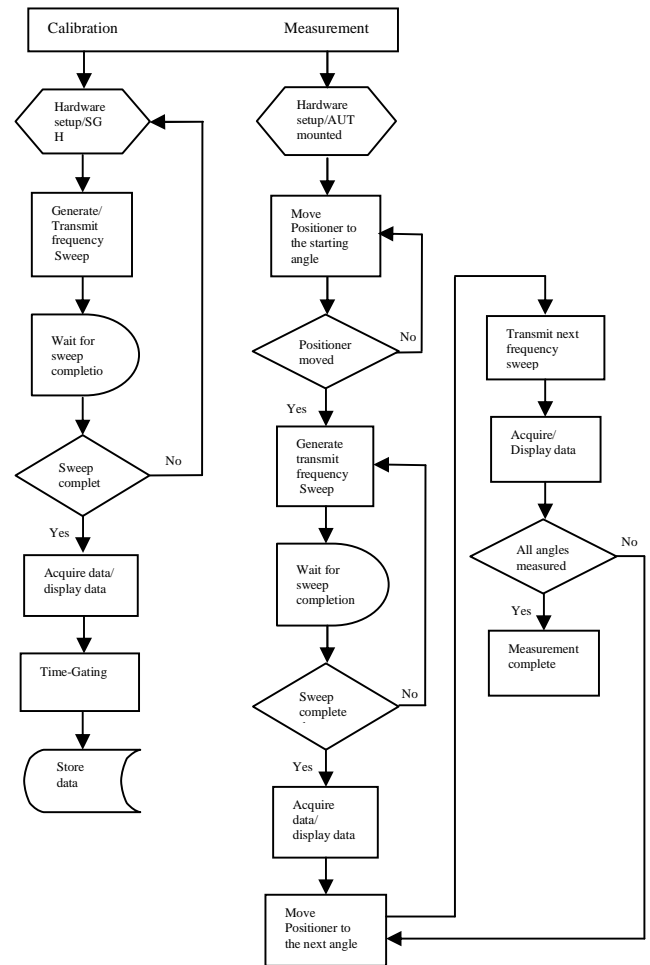 Calibration
Measurement
Hardware
setup/SG
H
Generate/
Transmit
frequency
Sweep
Wait for
sweep
completio
Sweep
complet
No
Yes
Acquire data/
display data
Time-Gating
Store
data
Hardware
setup/AUT
mounted
Move
Positioner to
the starting
angle
Positioner
moved
No
Yes
Generate
transmit
frequency
Sweep
Wait for
sweep
completion
Sweep
complete
No
Yes
Acquire
data/
display data
Move
Positioner to
the next angle
Transmit next
frequency
sweep
Acquire/
Display data
All angles
measured
No
Yes
Measurement
complete